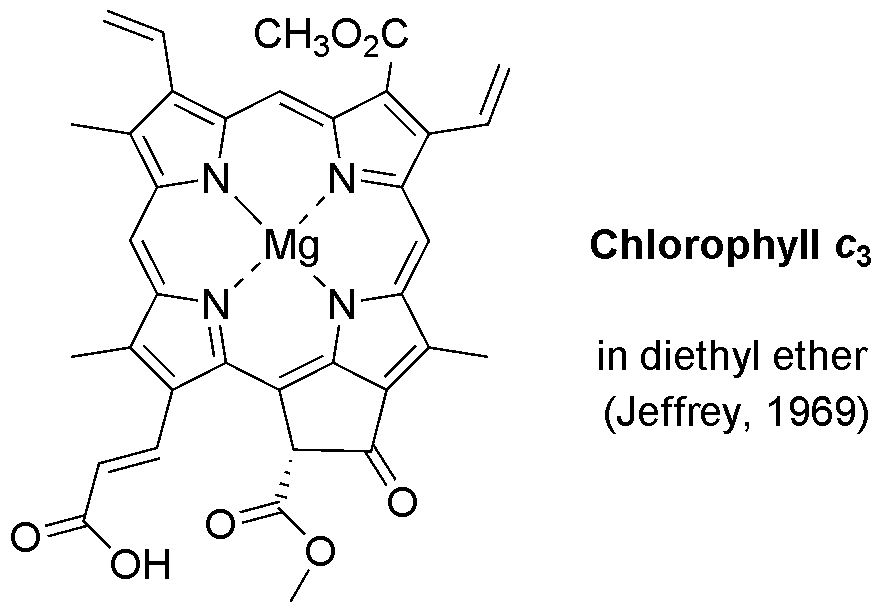 CH3O2C
N
N
Mg
N
N
Chlorophyll c3
in diethyl ether
(Jeffrey, 1969)
O
O
O
OH
O